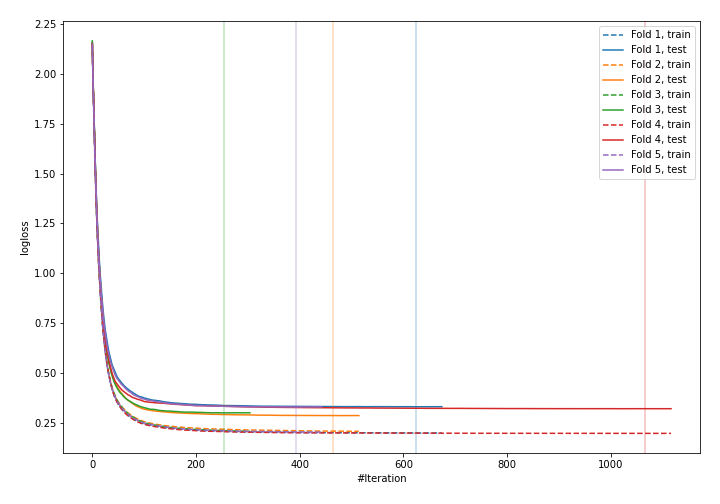 2.25
2.00
1.75
1.50
1.25
1.00
0.75
0.50
0.25
logloss
0
200
400
600
800
1000
#Iteration
Fold 1, train
Fold 1, test
Fold 2, train
Fold 2, test
Fold 3, train
Fold 3, test
Fold 4, train
Fold 4, test
Fold 5, train
Fold 5, test